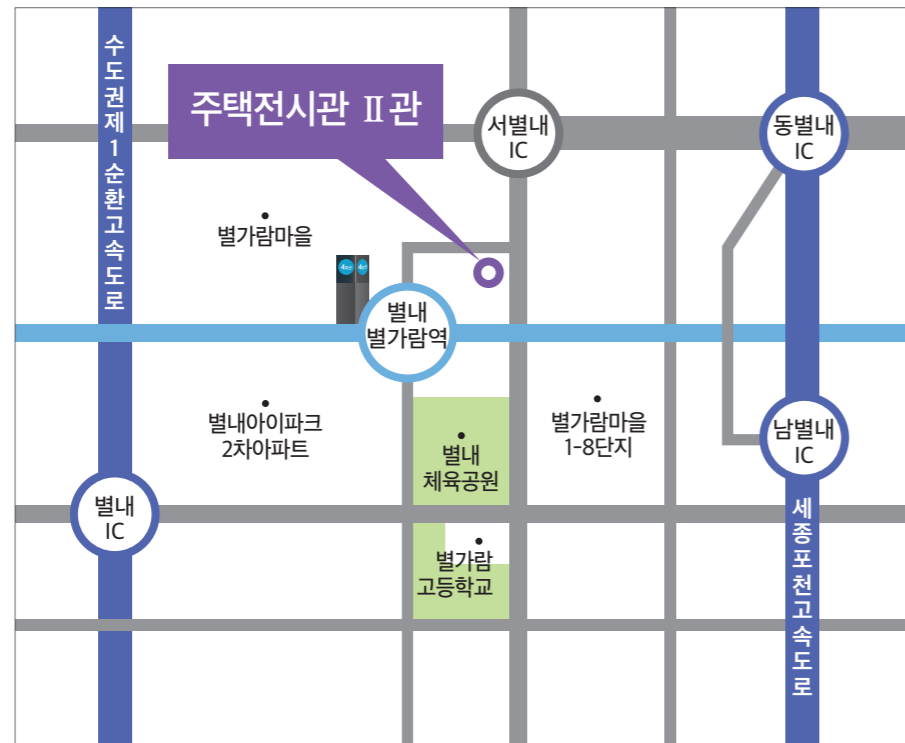 수도권제1순환고속도로
주택전시관 Ⅱ관
서별내
IC
동별내
IC
별가람마을
별내
별가람역
별내아이파크
2차아파트
별내
체육공원
별가람마을
1-8단지
남별내
IC
별내
IC
별가람
고등학교
세종포천고속도로